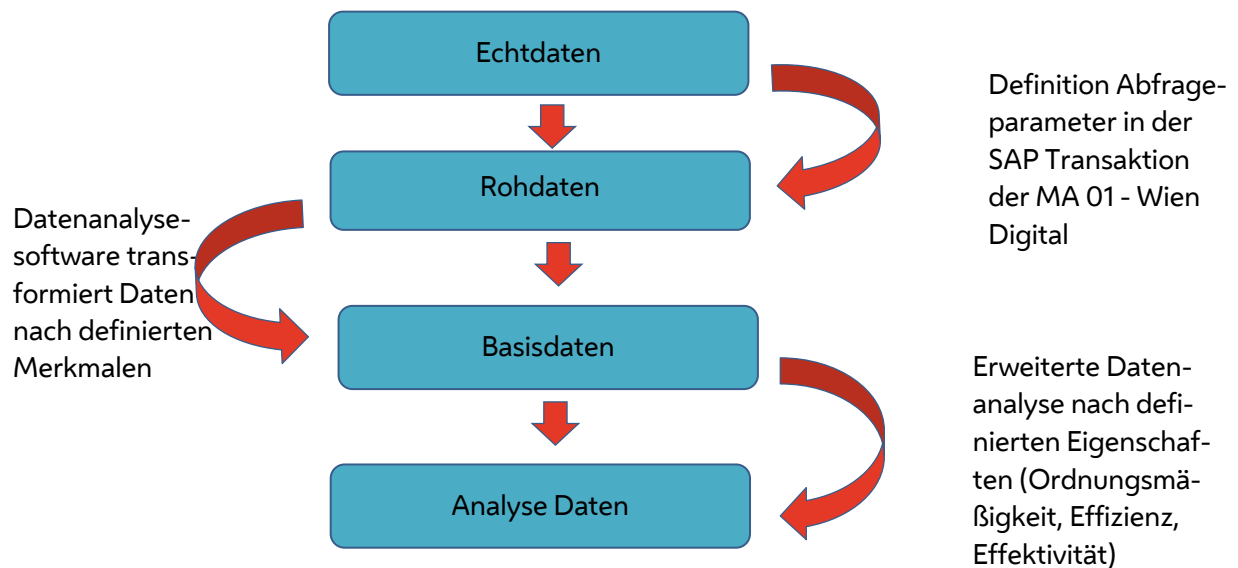 Echtdaten
Definition Abfrage-
parameter in der
SAP Transaktion
der MA 01 - Wien
Digital
Rohdaten
Datenanalyse-
software trans-
formiert Daten
nach definierten
Merkmalen
Basisdaten
Erweiterte Daten-
analyse nach defi-
nierten Eigenschaf-
ten (Ordnungsmä-
ßigkeit, Effizienz,
Effektivität)
Analyse Daten